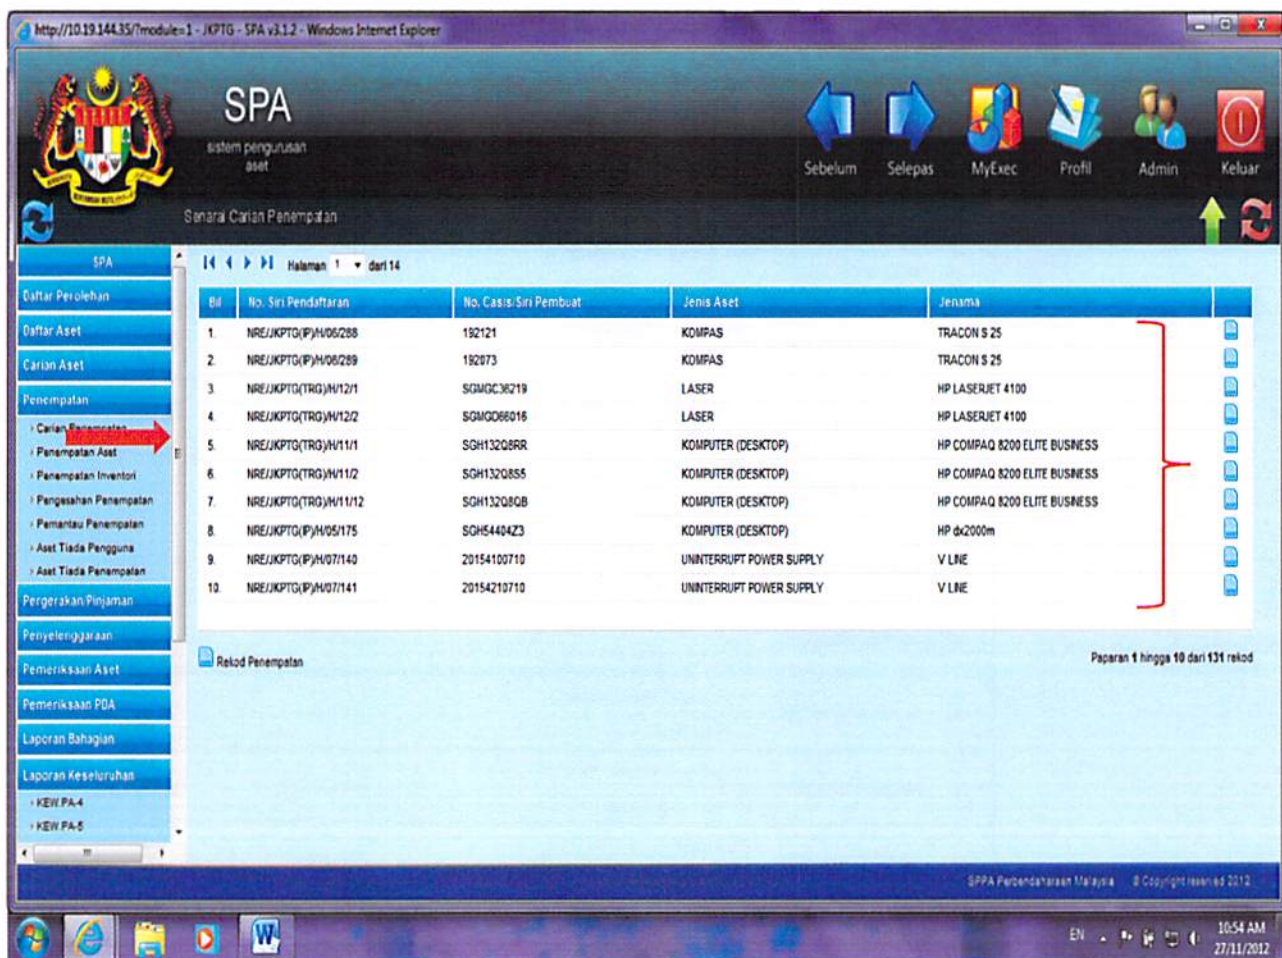 http://10.19.144.35/?module=1 - JKPTG - SPA v3.1.2 - Windows Internet Explorer
SPA
sistem pengurusan
aset
Sebelum Selepas MyExec Profil Admin Keluar
Senarai Carian Penempatan
SPA
Daftar Perolehan
Daftar Aset
Carian Aset
Penempatan
Carian Penempatan
Penempatan Aset
Penempatan Inventori
Pengesahan Penempatan
Pemantau Penempatan
Aset Tiada Pengguna
Aset Tiada Penempatan
Pergerakan/Pinjaman
Penyelenggaraan
Pemeriksaan Aset
Pemeriksaan PDA
Laporan Bahagian
Laporan Keseluruhan
KEW.PA-4
KEW.PA-5
Halaman 1 dari 14
Bil No. Siri Pendaftaran No. Casis/Siri Pembuat Jenis Aset Jenama
1. NRE/JKPTG(IP)/H/06/288 192121 KOMPAS TRACON S 25
2. NRE/JKPTG(IP)/H/06/289 192073 KOMPAS TRACON S 25
3. NRE/JKPTG(TRG)/H/12/1 SGMGC36219 LASER HP LASERJET 4100
4. NRE/JKPTG(TRG)/H/12/2 SGMGD66016 LASER HP LASERJET 4100
5. NRE/JKPTG(TRG)/H/11/1 SGH132Q8RR KOMPUTER (DESKTOP) HP COMPAQ 8200 ELITE BUSINESS
6. NRE/JKPTG(TRG)/H/11/2 SGH132Q8S5 KOMPUTER (DESKTOP) HP COMPAQ 8200 ELITE BUSINESS
7. NRE/JKPTG(TRG)/H/11/12 SGH132Q8QB KOMPUTER (DESKTOP) HP COMPAQ 8200 ELITE BUSINESS
8. NRE/JKPTG(IP)/H/05/175 SGH54404Z3 KOMPUTER (DESKTOP) HP dx2000m
9. NRE/JKPTG(IP)/H/07/140 20154100710 UNINTERRUPT POWER SUPPLY V LINE
10. NRE/JKPTG(IP)/H/07/141 20154210710 UNINTERRUPT POWER SUPPLY V LINE
Rekod Penempatan
Paparan 1 hingga 10 dari 131 rekod
SPPA Perbendaharaan Malaysia © Copyright reserved 2012
EN
10:54 AM
27/11/2012